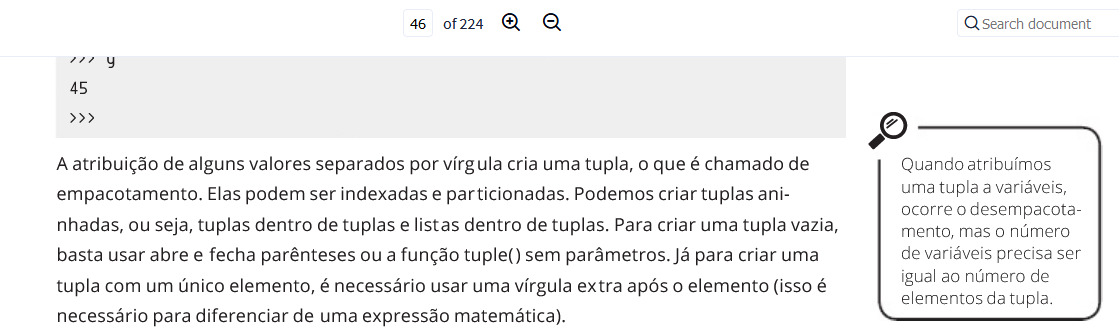 46 of 224
Search document
>>> y
45
>>>
A atribuição de alguns valores separados por vírgula cria uma tupla, o que é chamado de
empacotamento. Elas podem ser indexadas e particionadas. Podemos criar tuplas ani-
nhadas, ou seja, tuplas dentro de tuplas e listas dentro de tuplas. Para criar uma tupla vazia,
basta usar abre e fecha parênteses ou a função tuple() sem parâmetros. Já para criar uma
tupla com um único elemento, é necessário usar uma vírgula extra após o elemento (isso é
necessário para diferenciar de uma expressão matemática).
Quando atribuímos
uma tupla a variáveis,
ocorre o desempacota-
mento, mas o número
de variáveis precisa ser
igual ao número de
elementos da tupla.